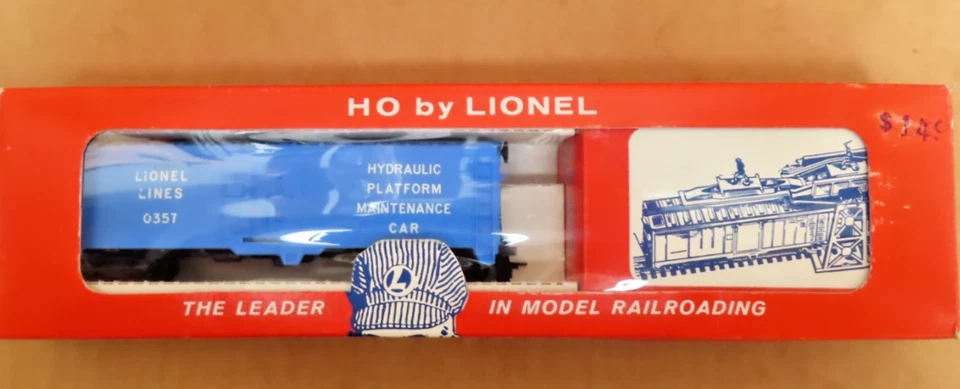 HO by LIONEL
LIONEL
LINES
0357
HYDRAULIC
PLATFORM
MAINTENANCE
CAR
L
THE LEADER IN MODEL RAILROADING